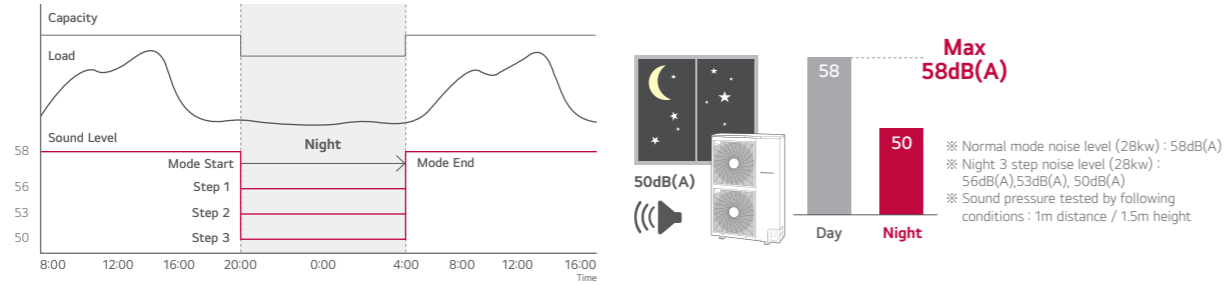 Capacity
Load
Sound Level
Night
58
Mode Start
Mode End
56
Step 1
53
Step 2
50
Step 3
8:00 12:00 16:00 20:00 0:00 4:00 8:00 12:00 16:00
Time
50dB(A)
Max
58dB(A)
58
50
Day
Night
※ Normal mode noise level (28kw) : 58dB(A)
※ Night 3 step noise level (28kw) :
56dB(A),53dB(A), 50dB(A)
※ Sound pressure tested by following
conditions : 1m distance / 1.5m height